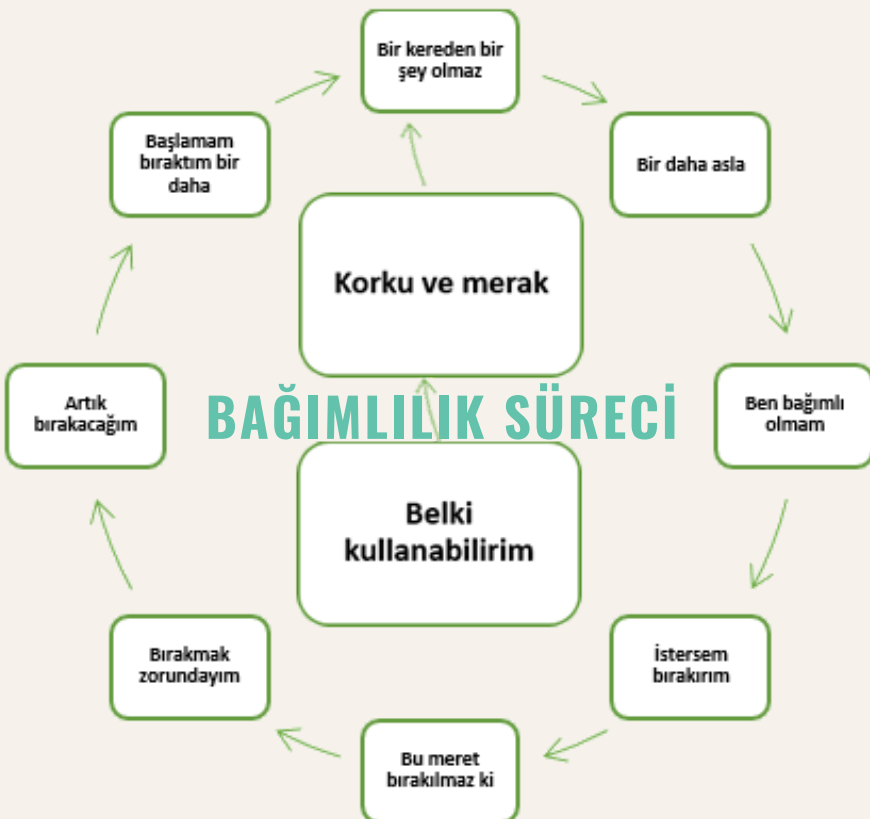 Bir kereden bir
şey olmaz
Bir daha asla
Ben bağımlı
olmam
İstersem
bırakırım
Bu meret
bırakılmaz ki
Bırakmak
zorundayım
Artık
bırakacağım
Başlamam
bıraktım bir
daha
Korku ve merak
BAĞIMLILIK SÜRECİ
Belki
kullanabilirim